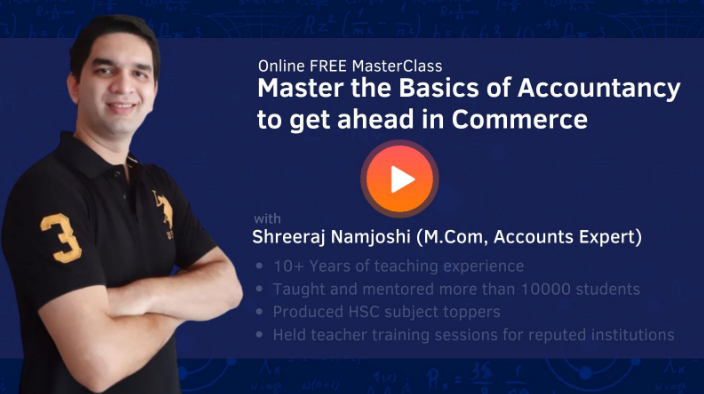 Online FREE MasterClass
Master the Basics of Accountancy
to get ahead in Commerce
with
Shreeraj Namjoshi (M.Com, Accounts Expert)
• 10+ Years of teaching experience
• Taught and mentored more than 10000 students
• Produced HSC subject toppers
• Held teacher training sessions for reputed institutions
3